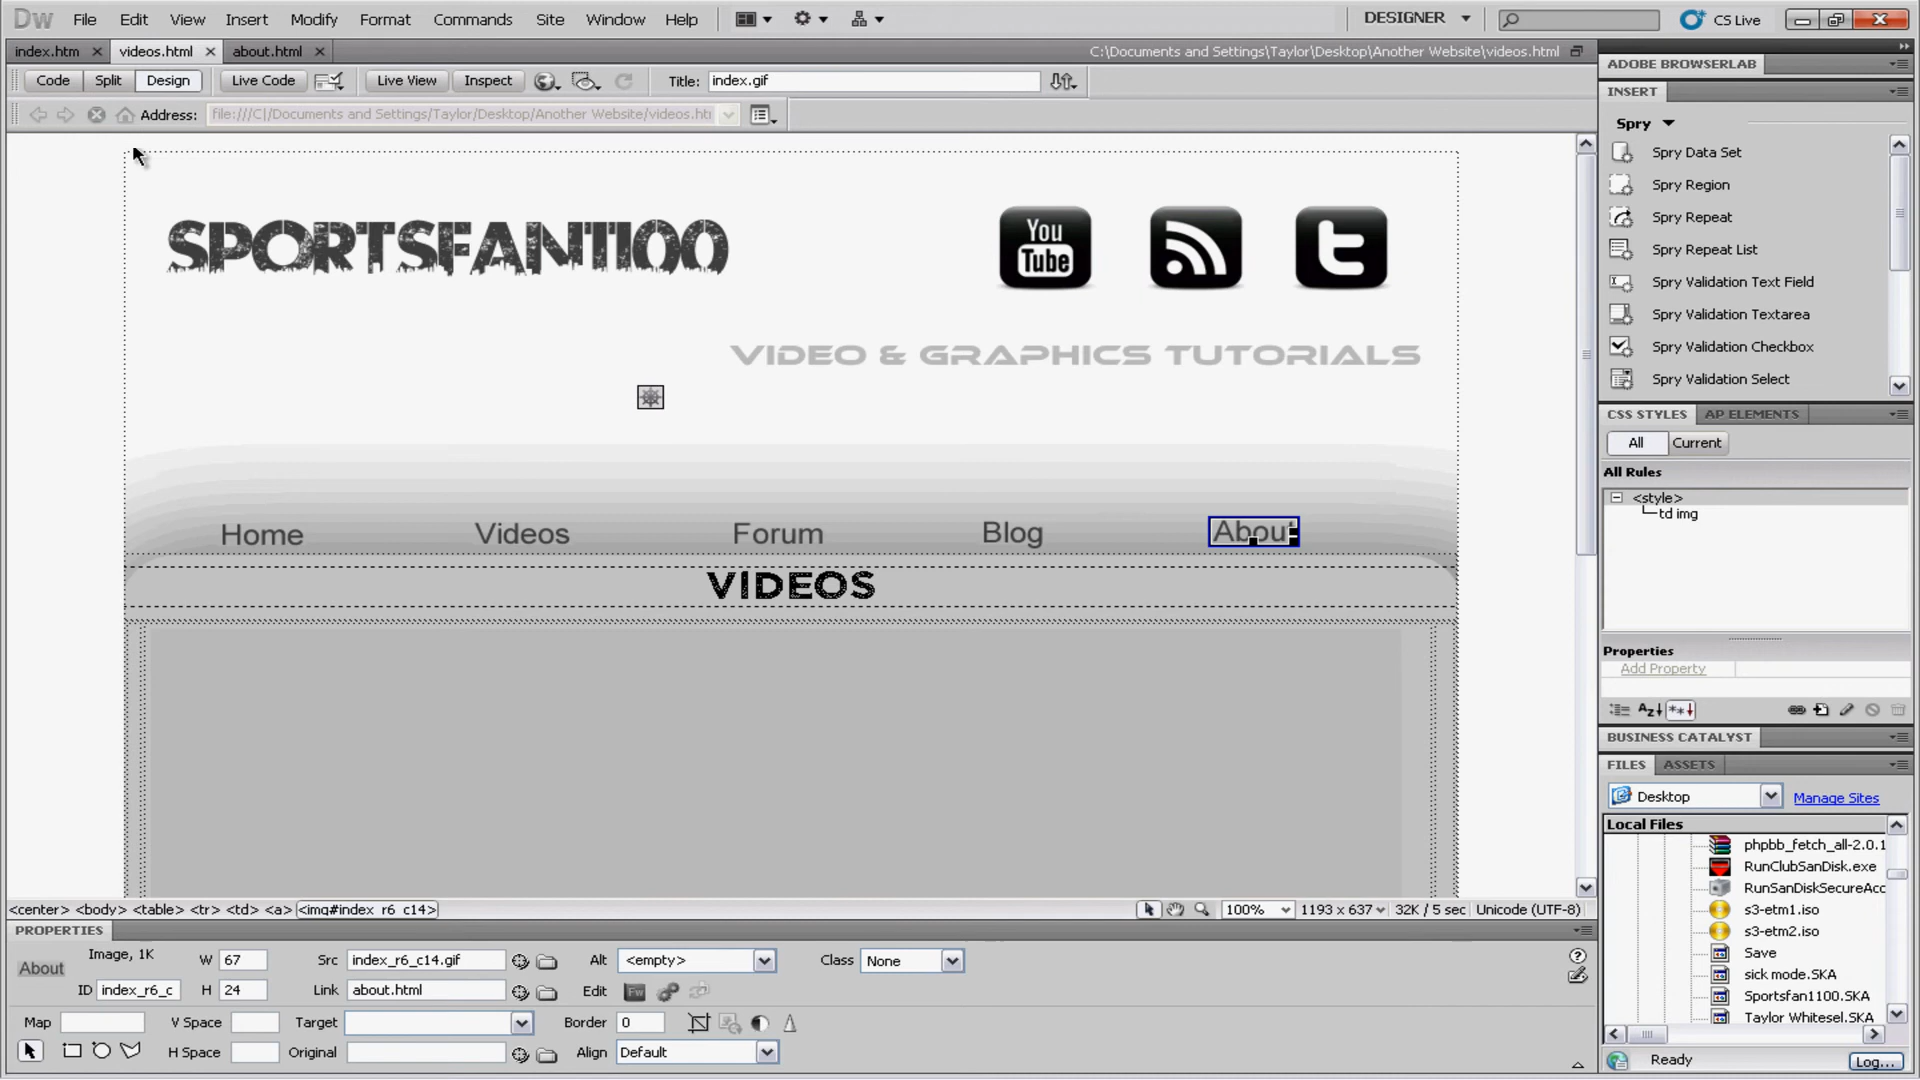 Dw File Edit View Insert Modify Format Commands Site Window Help DESIGNER CS Live
index.htm videos.html about.html C:\Documents and Settings\Taylor\Desktop\Another Website\videos.html
Code Split Design Live Code Live View Inspect Title: index.gif
Address: file:///C|/Documents and Settings/Taylor/Desktop/Another Website/videos.htm
SPORTSFAN1100
You
Tube
VIDEO & GRAPHICS TUTORIALS
Home Videos Forum Blog About
VIDEOS
<center> <body> <table> <tr> <td> <a> <img#index_r6_c14> 100% 1193 x 637 32K / 5 sec Unicode (UTF-8)
PROPERTIES
Image, 1K W 67 Src index_r6_c14.gif Alt <empty> Class None
About ID index_r6_c H 24 Link about.html Edit Fw
Map V Space Target Border 0
H Space Original Align Default
ADOBE BROWSERLAB
INSERT
Spry
Spry Data Set
Spry Region
Spry Repeat
Spry Repeat List
Spry Validation Text Field
Spry Validation Textarea
Spry Validation Checkbox
Spry Validation Select
CSS STYLES AP ELEMENTS
All Current
All Rules
<style>
td img
Properties
Add Property
BUSINESS CATALYST
FILES ASSETS
Desktop Manage Sites
Local Files
phpbb_fetch_all-2.0.1
RunClubSanDisk.exe
RunSanDiskSecureAcc
s3-etm1.iso
s3-etm2.iso
Save
sick mode.SKA
Sportsfan1100.SKA
Taylor Whitesel.SKA
Ready Log...